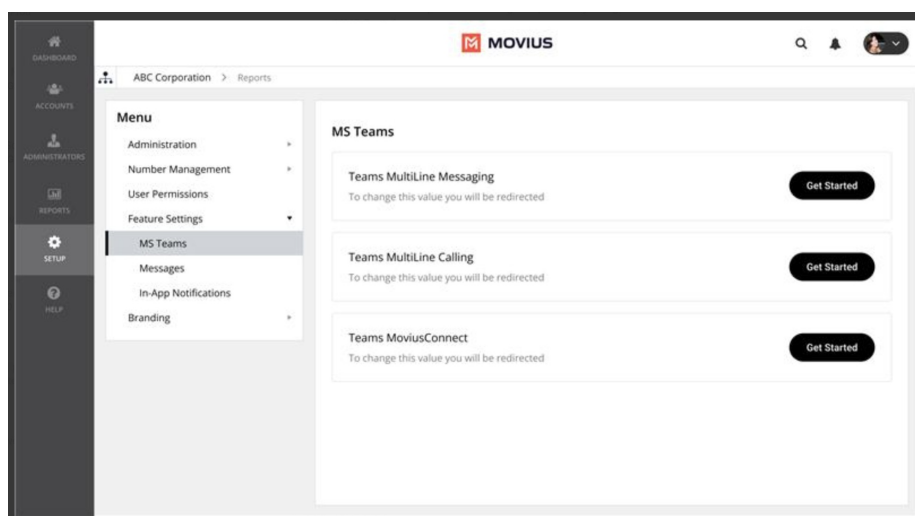 MOVIUS
DASHBOARD
ACCOUNTS
ADMINISTRATORS
REPORTS
SETUP
HELP
ABC Corporation > Reports
Menu
Administration
Number Management
User Permissions
Feature Settings
MS Teams
Messages
In-App Notifications
Branding
MS Teams
Teams MultiLine Messaging
To change this value you will be redirected
Get Started
Teams MultiLine Calling
To change this value you will be redirected
Get Started
Teams MoviusConnect
To change this value you will be redirected
Get Started